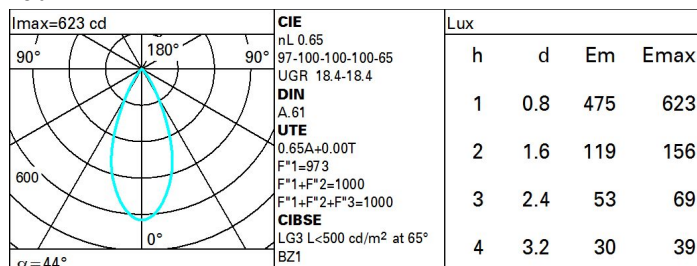 Imax=623 cd
90°
180°
90°
600
0°
α=44°
CIE
nL 0.65
97-100-100-100-65
UGR 18.4-18.4
DIN
A.61
UTE
0.65A+0.00T
F"1=973
F"1+F"2=1000
F"1+F"2+F"3=1000
CIBSE
LG3 L<500 cd/m² at 65°
BZ1
Lux
h d Em Emax
1 0.8 475 623
2 1.6 119 156
3 2.4 53 69
4 3.2 30 39